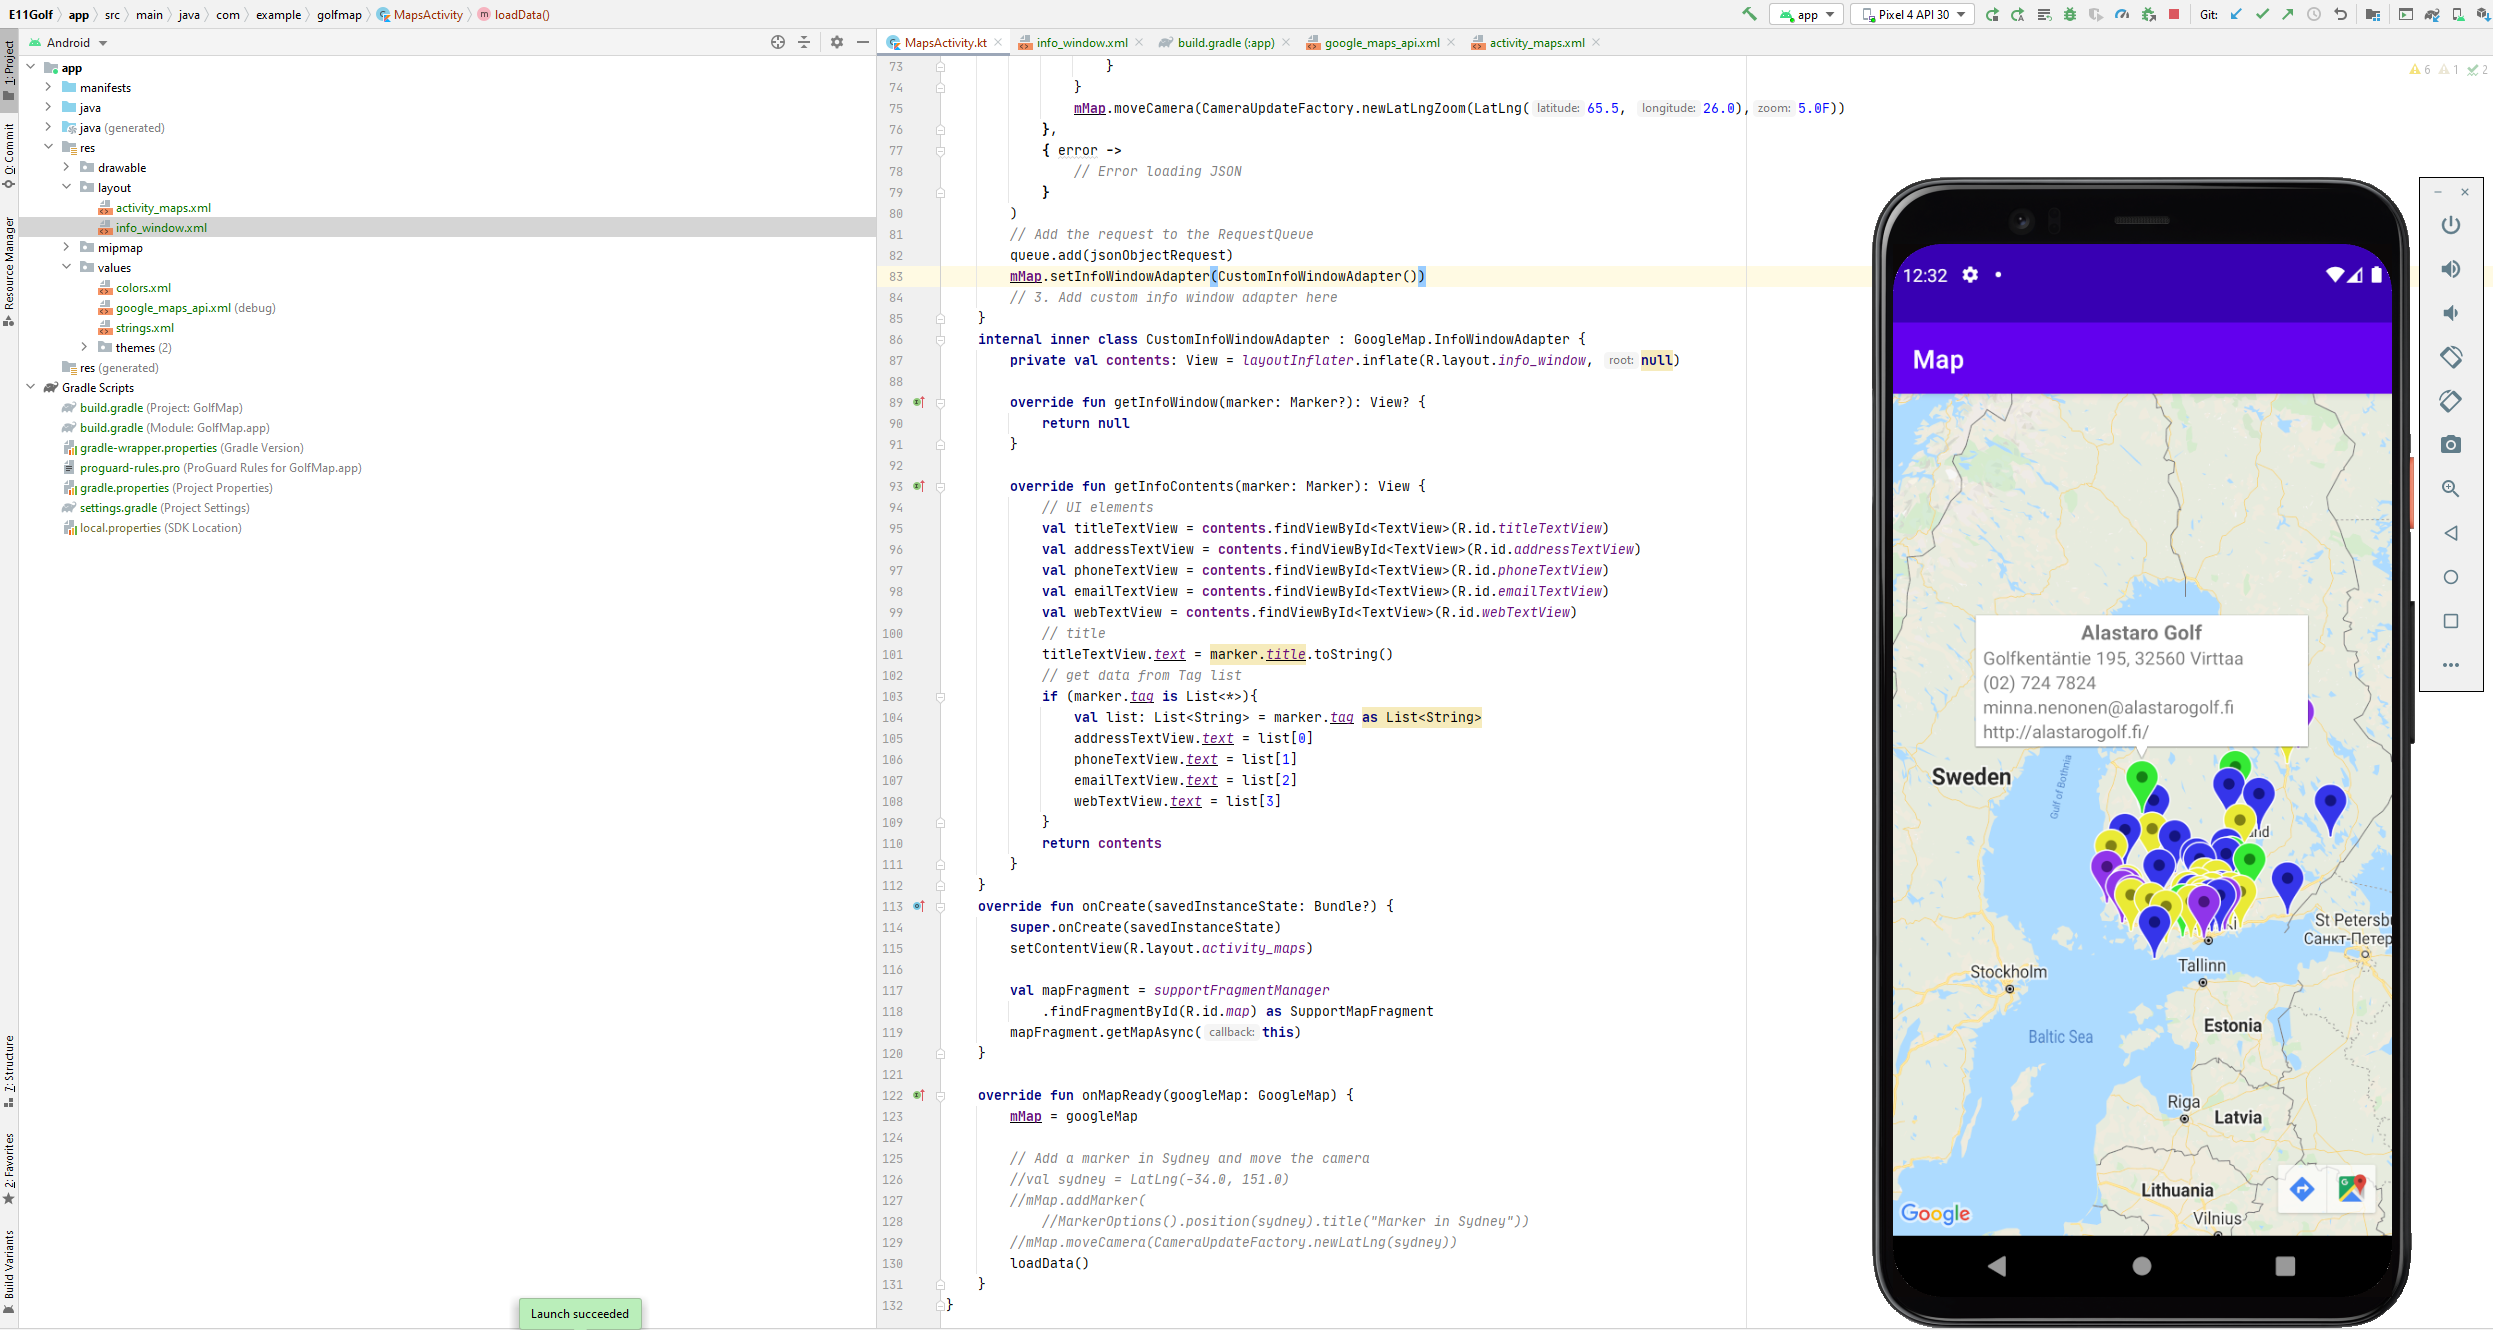 E11Golf app src main java com example golfmap MapsActivity loadData()
app Pixel 4 API 30 Git:
Android
MapsActivity.kt info_window.xml build.gradle (:app) google_maps_api.xml activity_maps.xml
1: Project
0: Commit
Resource Manager
7: Structure
2: Favorites
Build Variants
app
manifests
java
java (generated)
res
drawable
layout
activity_maps.xml
info_window.xml
mipmap
values
colors.xml
google_maps_api.xml (debug)
strings.xml
themes (2)
res (generated)
Gradle Scripts
build.gradle (Project: GolfMap)
build.gradle (Module: GolfMap.app)
gradle-wrapper.properties (Gradle Version)
proguard-rules.pro (ProGuard Rules for GolfMap.app)
gradle.properties (Project Properties)
settings.gradle (Project Settings)
local.properties (SDK Location)
Launch succeeded
6 1 2
73 }
74 }
75 mMap.moveCamera(CameraUpdateFactory.newLatLngZoom(LatLng( latitude: 65.5, longitude: 26.0), zoom: 5.0F))
76 },
77 { error ->
78 // Error loading JSON
79 }
80 )
81 // Add the request to the RequestQueue
82 queue.add(jsonObjectRequest)
83 mMap.setInfoWindowAdapter(CustomInfoWindowAdapter())
84 // 3. Add custom info window adapter here
85 }
86 internal inner class CustomInfoWindowAdapter : GoogleMap.InfoWindowAdapter {
87 private val contents: View = layoutInflater.inflate(R.layout.info_window, root: null)
88
89 override fun getInfoWindow(marker: Marker?): View? {
90 return null
91 }
92
93 override fun getInfoContents(marker: Marker): View {
94 // UI elements
95 val titleTextView = contents.findViewById<TextView>(R.id.titleTextView)
96 val addressTextView = contents.findViewById<TextView>(R.id.addressTextView)
97 val phoneTextView = contents.findViewById<TextView>(R.id.phoneTextView)
98 val emailTextView = contents.findViewById<TextView>(R.id.emailTextView)
99 val webTextView = contents.findViewById<TextView>(R.id.webTextView)
100 // title
101 titleTextView.text = marker.title.toString()
102 // get data from Tag list
103 if (marker.tag is List<*>){
104 val list: List<String> = marker.tag as List<String>
105 addressTextView.text = list[0]
106 phoneTextView.text = list[1]
107 emailTextView.text = list[2]
108 webTextView.text = list[3]
109 }
110 return contents
111 }
112 }
113 override fun onCreate(savedInstanceState: Bundle?) {
114 super.onCreate(savedInstanceState)
115 setContentView(R.layout.activity_maps)
116
117 val mapFragment = supportFragmentManager
118 .findFragmentById(R.id.map) as SupportMapFragment
119 mapFragment.getMapAsync( callback: this)
120 }
121
122 override fun onMapReady(googleMap: GoogleMap) {
123 mMap = googleMap
124
125 // Add a marker in Sydney and move the camera
126 //val sydney = LatLng(-34.0, 151.0)
127 //mMap.addMarker(
128 //MarkerOptions().position(sydney).title("Marker in Sydney"))
129 //mMap.moveCamera(CameraUpdateFactory.newLatLng(sydney))
130 loadData()
131 }
132 }
12:32
Map
Alastaro Golf
Golfkentäntie 195, 32560 Virttaa
(02) 724 7824
minna.nenonen@alastarogolf.fi
http://alastarogolf.fi/
Sweden
Gulf of Bothnia
St Petersbu
Санкт-Петер
Tallinn
Stockholm
Estonia
Baltic Sea
Riga
Latvia
Lithuania
Vilnius
Google